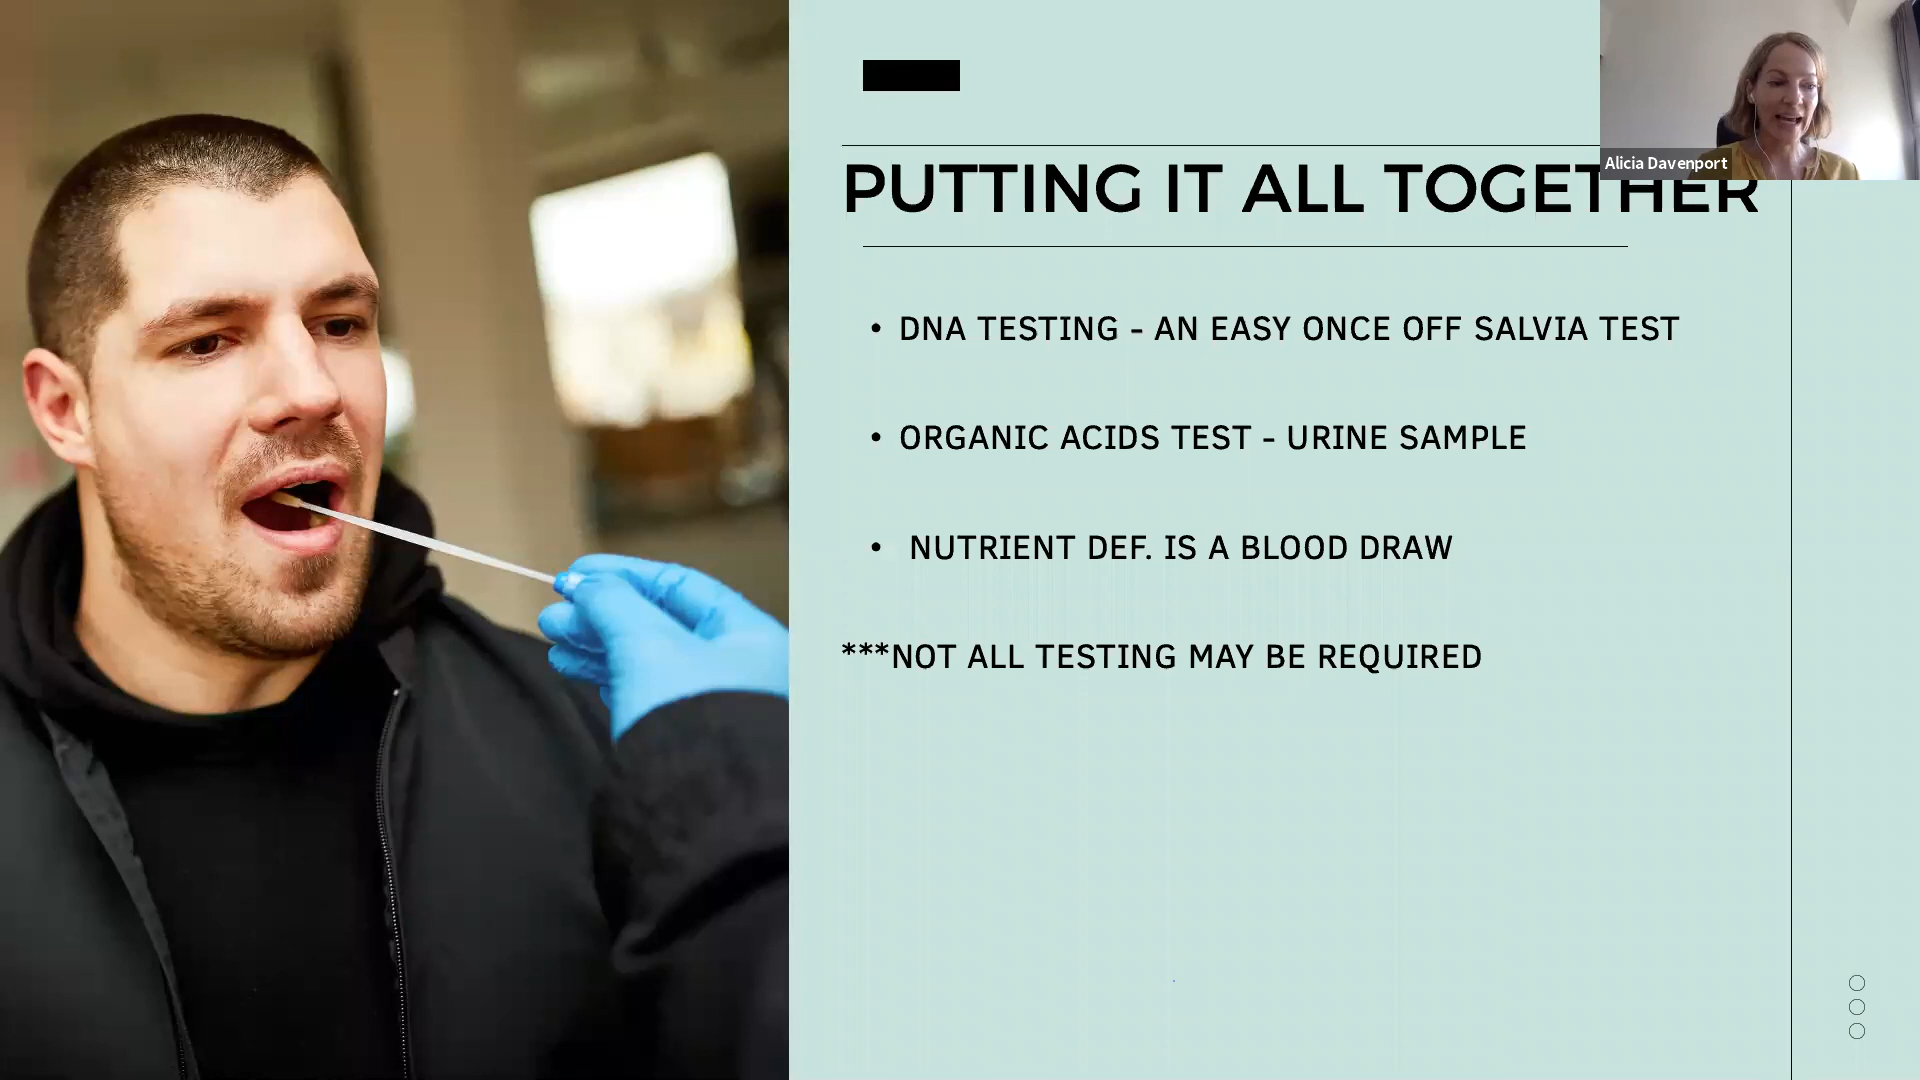 Alicia Davenport
PUTTING IT ALL TOGETHER
• DNA TESTING - AN EASY ONCE OFF SALVIA TEST
• ORGANIC ACIDS TEST - URINE SAMPLE
• NUTRIENT DEF. IS A BLOOD DRAW
***NOT ALL TESTING MAY BE REQUIRED